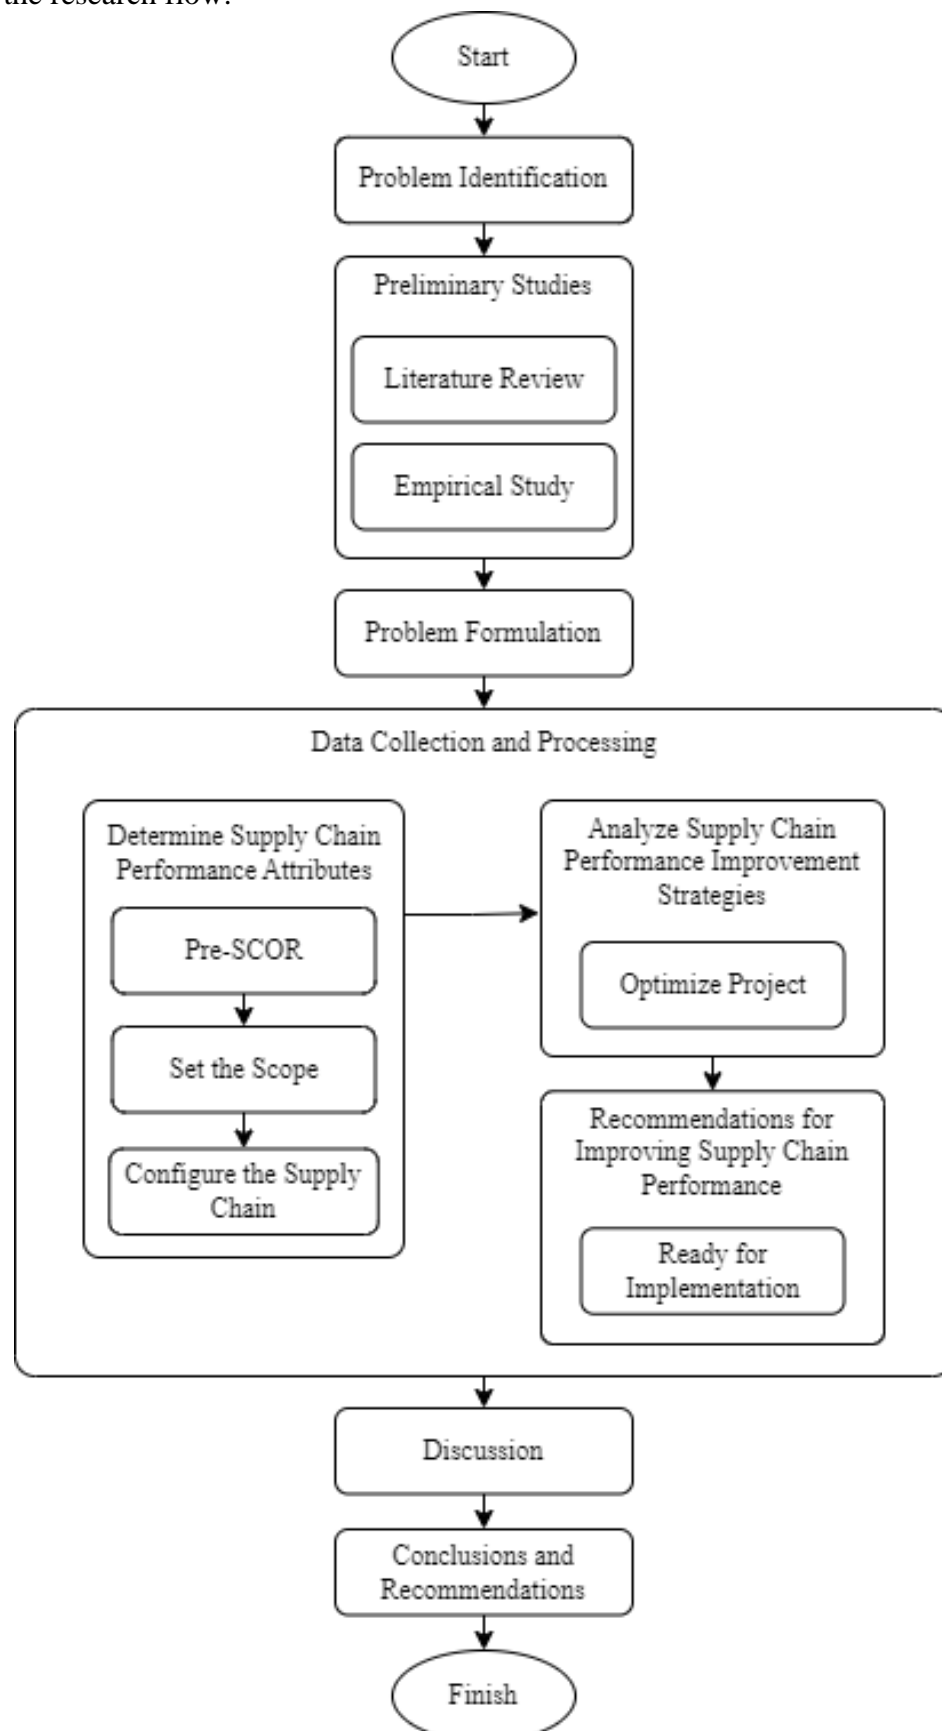 the research flow.
Start
Problem Identification
Preliminary Studies
Literature Review
Empirical Study
Problem Formulation
Data Collection and Processing
Determine Supply Chain
Performance Attributes
Pre-SCOR
Set the Scope
Configure the Supply
Chain
Analyze Supply Chain
Performance Improvement
Strategies
Optimize Project
Recommendations for
Improving Supply Chain
Performance
Ready for
Implementation
Discussion
Conclusions and
Recommendations
Finish